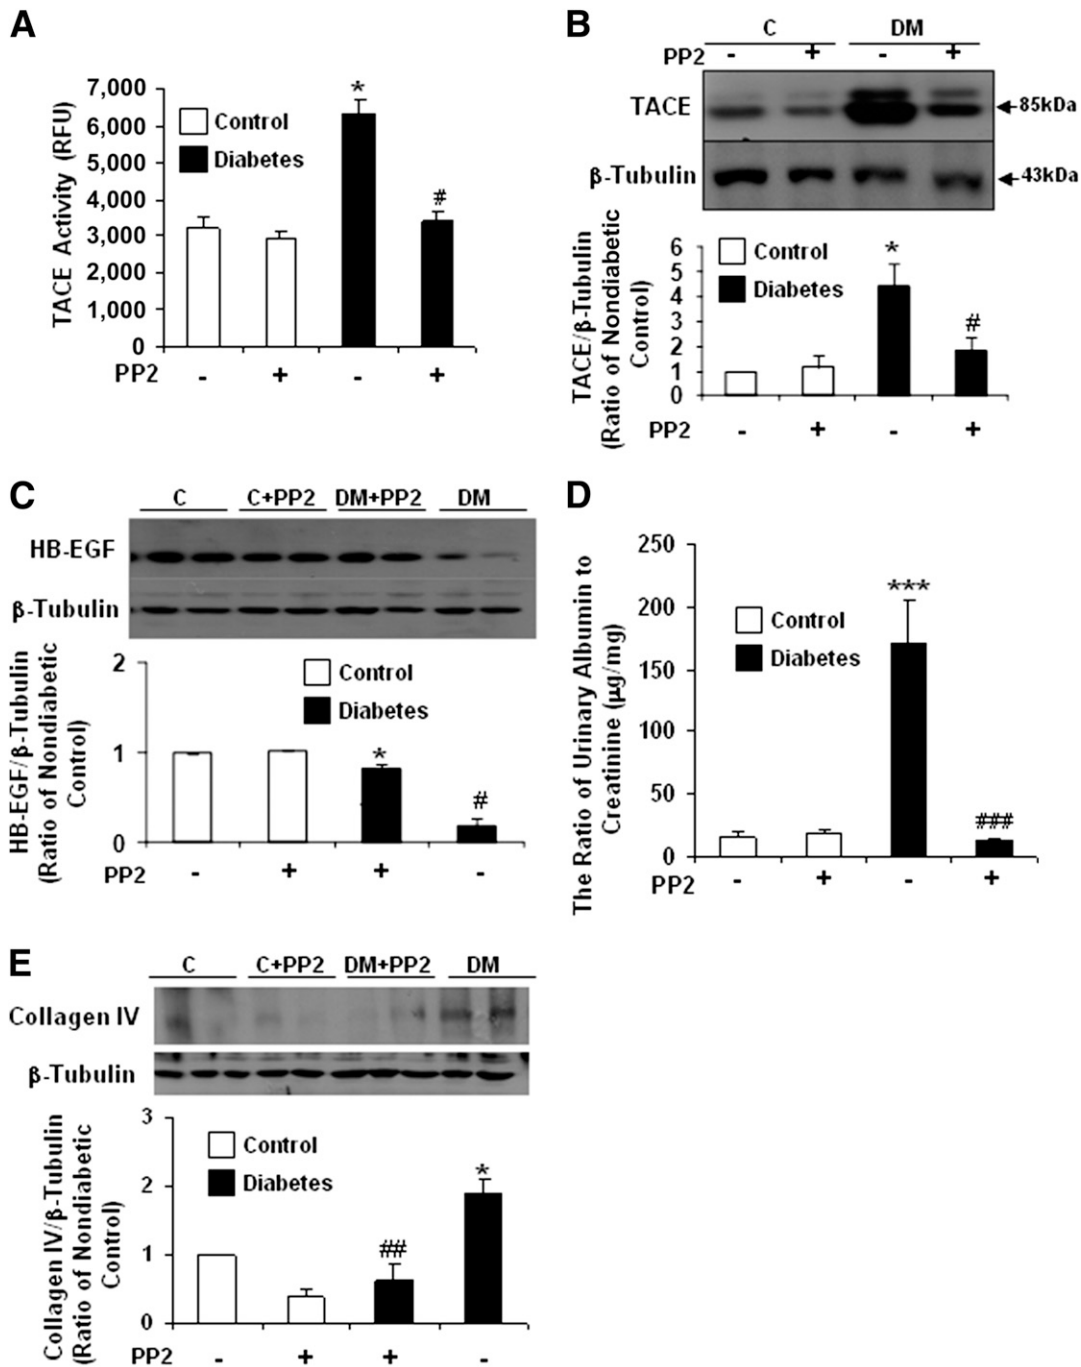 A
TACE Activity (RFU)
7,000
6,000
5,000
4,000
3,000
2,000
1,000
0
Control
Diabetes
*
#
PP2 - + - +
B
C DM
PP2 - + - +
TACE
85kDa
β-Tubulin
43kDa
TACE/β-Tubulin
(Ratio of Nondiabetic
Control)
6
5
4
3
2
1
0
Control
Diabetes
*
#
PP2 - + - +
C
C C+PP2 DM+PP2 DM
HB-EGF
β-Tubulin
HB-EGF/β-Tubulin
(Ratio of Nondiabetic
Control)
2
1
0
Control
Diabetes
*
#
PP2 - + + -
D
The Ratio of Urinary Albumin to
Creatinine (µg/mg)
250
200
150
100
50
0
Control
Diabetes
***
###
PP2 - + - +
E
C C+PP2 DM+PP2 DM
Collagen IV
β-Tubulin
Collagen IV/β-Tubulin
(Ratio of Nondiabetic
Control)
3
2
1
0
Control
Diabetes
##
*
PP2 - + + -